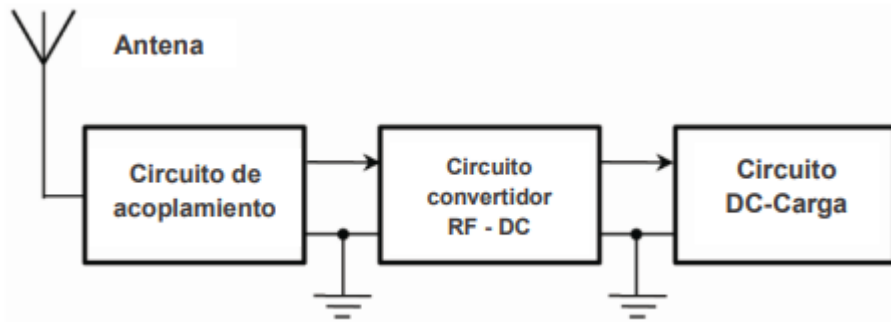 Antena
Circuito de
acoplamiento
Circuito
convertidor
RF - DC
Circuito
DC-Carga